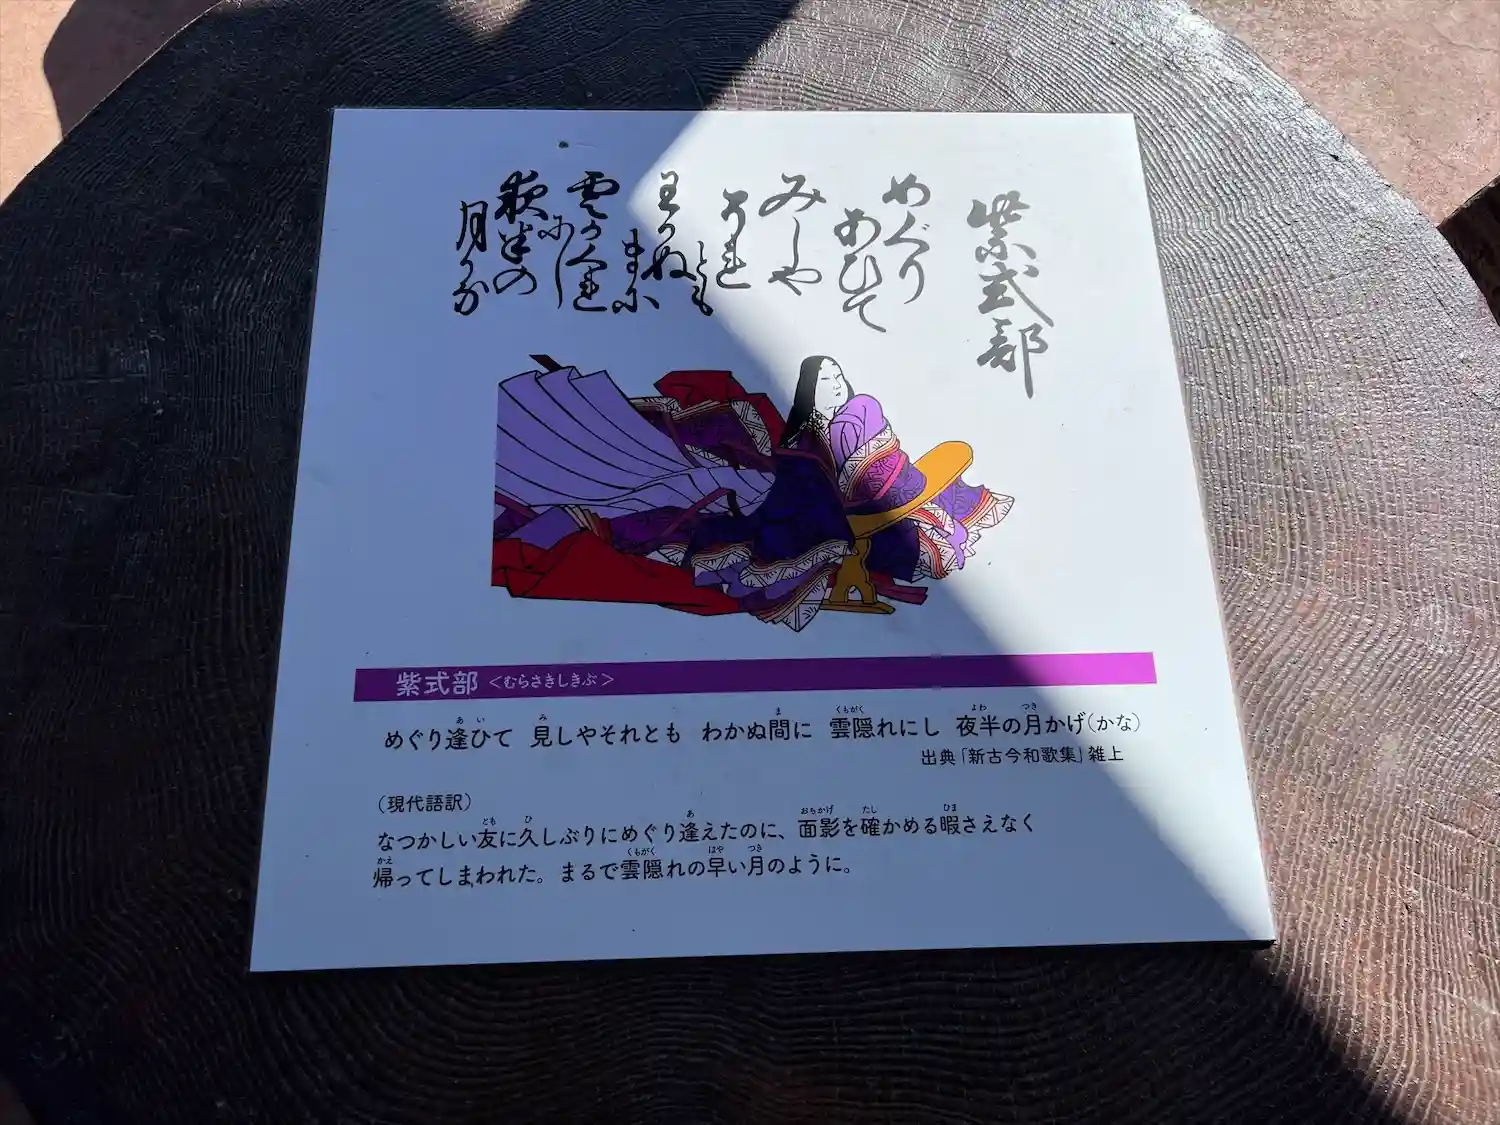 紫式部
めぐり
あひて
みしや
それ
とも
わかぬ
まに
雲かくれ
にし
夜半の
月かな
紫式部 <むらさきしきぶ>
めぐり逢ひて 見しやそれとも わかぬ間に 雲隠れにし 夜半の月かげ(かな)
出典「新古今和歌集」雑上
(現代語訳)
なつかしい友に久しぶりにめぐり逢えたのに、面影を確かめる暇さえなく
帰ってしまわれた。まるで雲隠れの早い月のように。